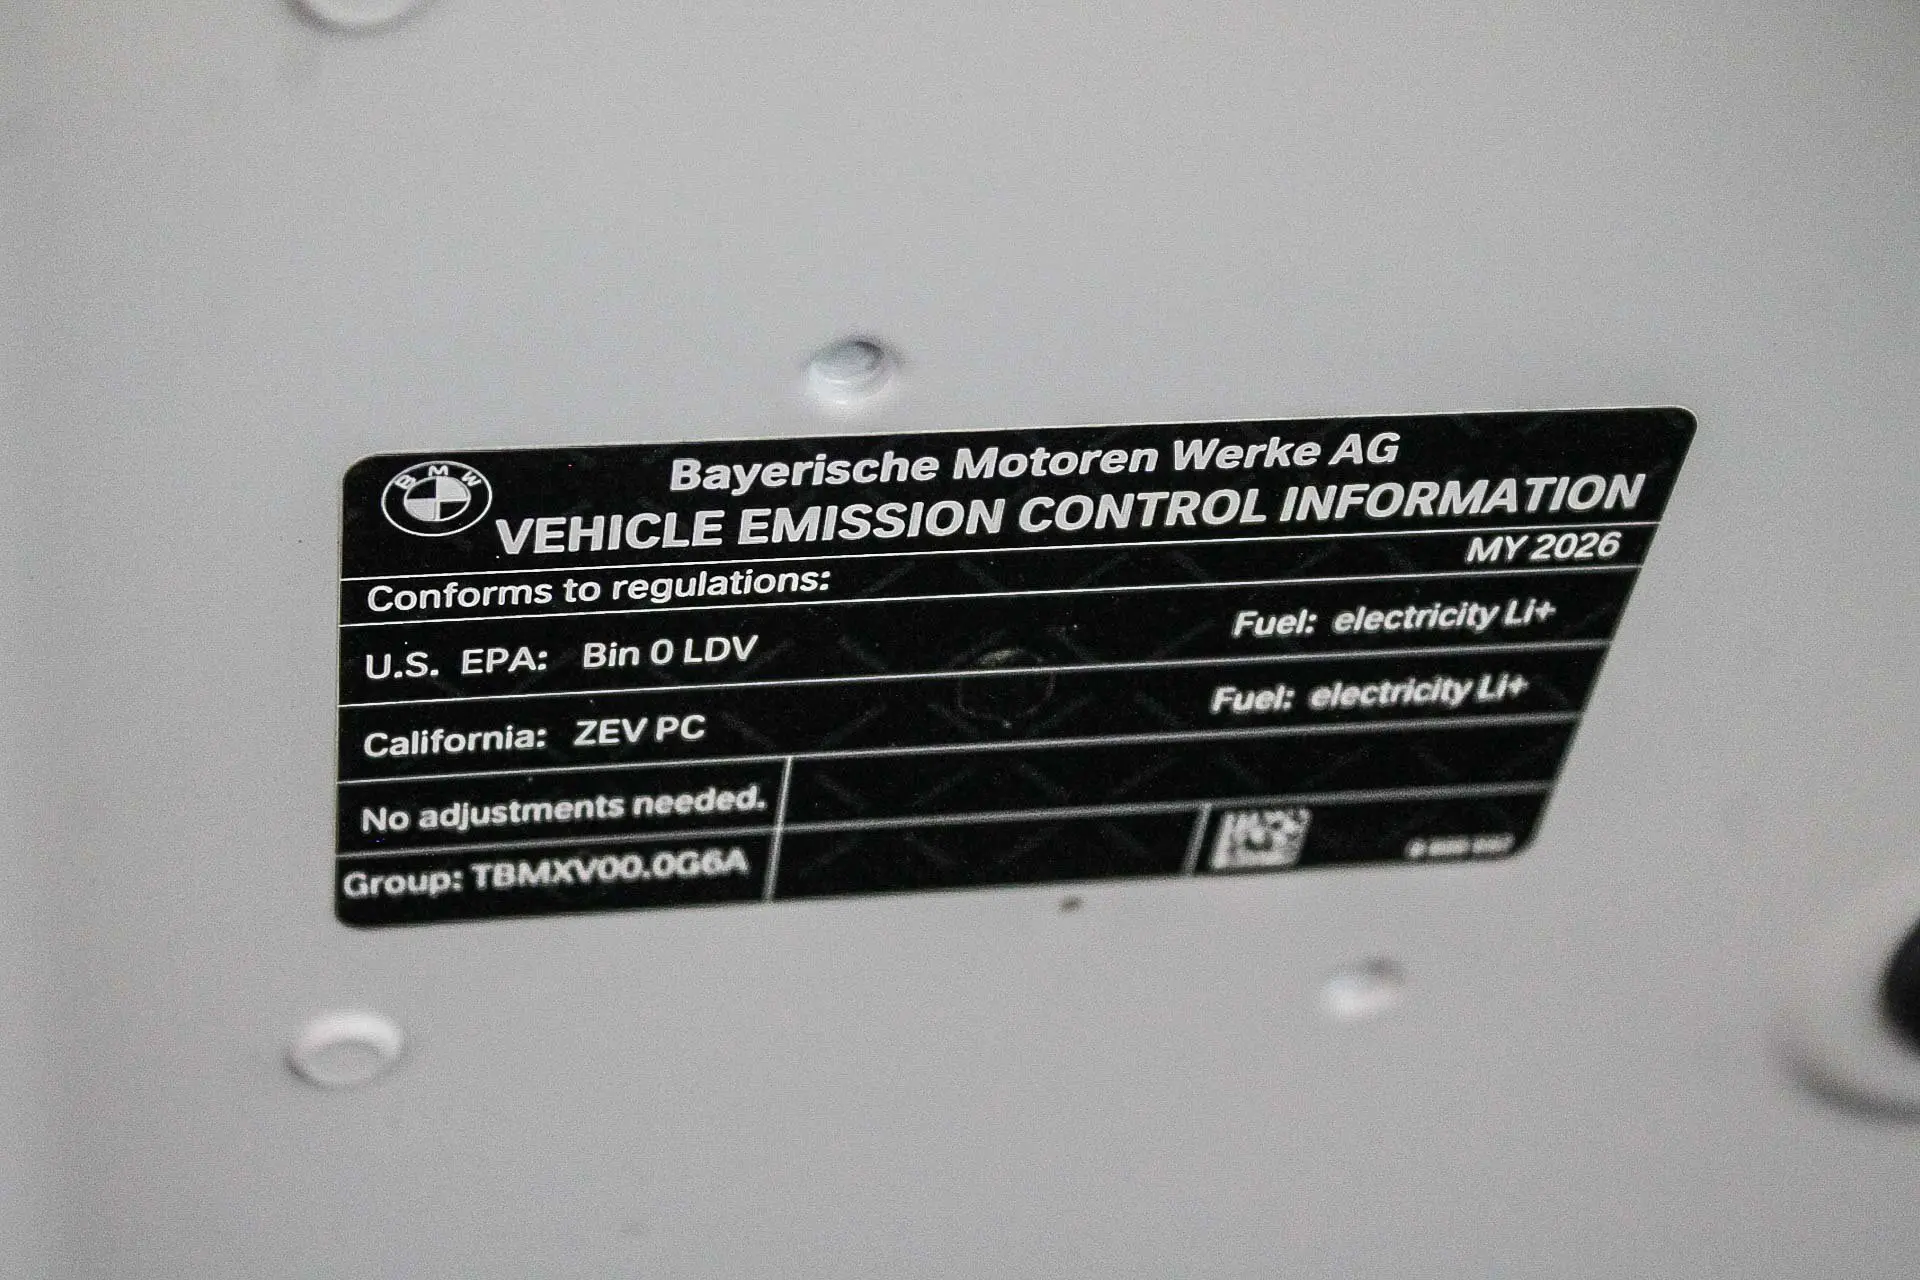 BMW
Bayerische Motoren Werke AG
VEHICLE EMISSION CONTROL INFORMATION
MY 2026
Conforms to regulations:
U.S. EPA: Bin 0 LDV Fuel: electricity Li+
California: ZEV PC Fuel: electricity Li+
No adjustments needed.
Group: TBMXV00.0G6A